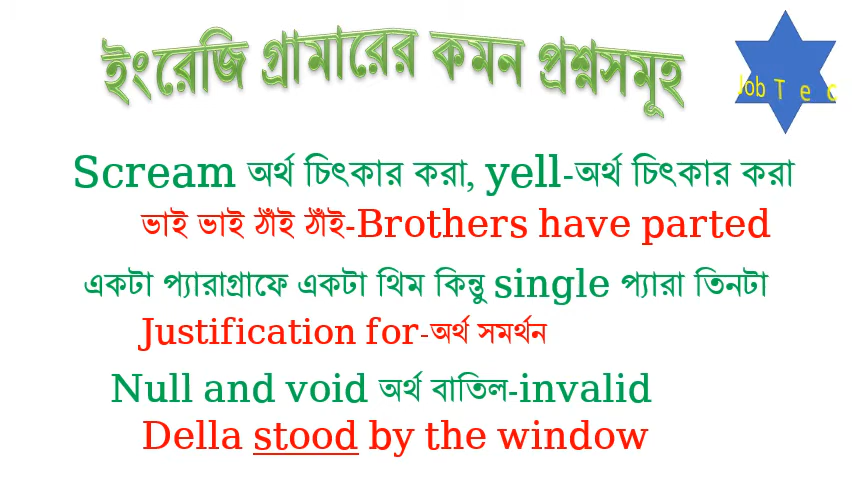 ইংরেজি গ্রামারের কমন প্রশ্নসমূহ
Job T e c
Scream অর্থ চিৎকার করা, yell-অর্থ চিৎকার করা
ভাই ভাই ঠাঁই ঠাঁই-Brothers have parted
একটা প্যারাগ্রাফে একটা থিম কিন্তু single প্যারা তিনটা
Justification for-অর্থ সমর্থন
Null and void অর্থ বাতিল-invalid
Della stood by the window